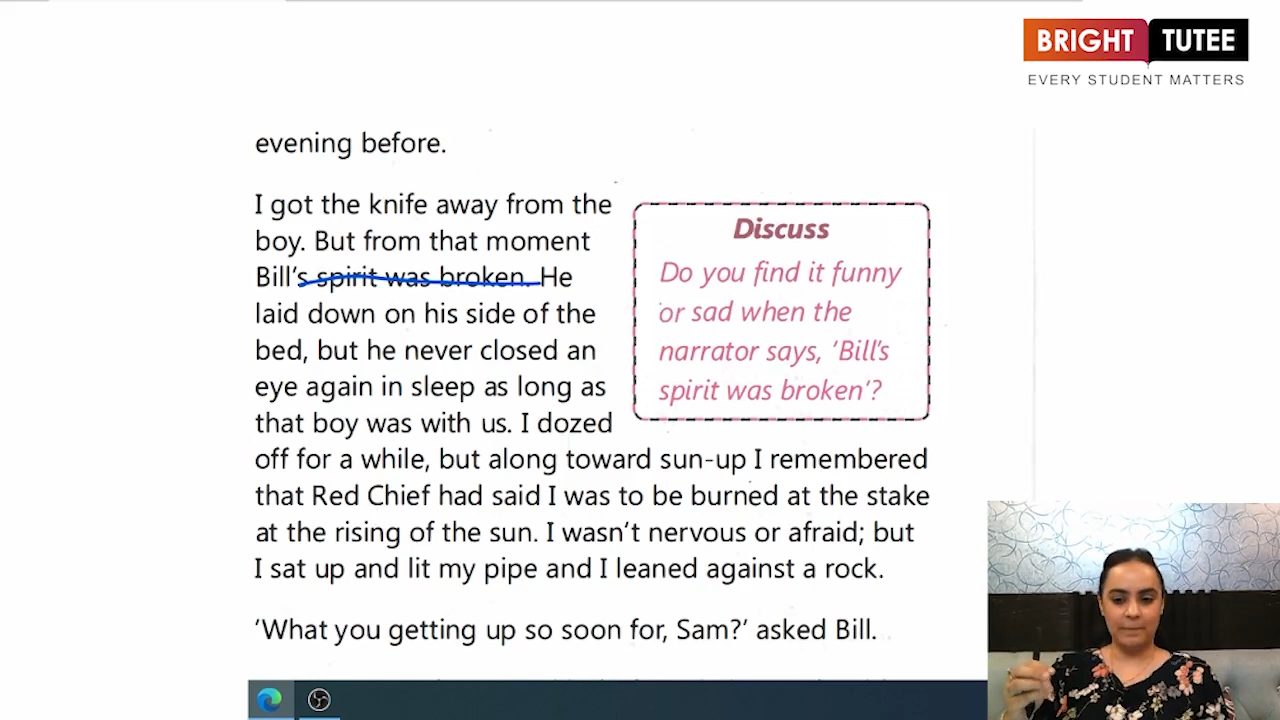 BRIGHT TUTEE
EVERY STUDENT MATTERS
evening before.
I got the knife away from the
boy. But from that moment
Bill's spirit was broken. He
laid down on his side of the
bed, but he never closed an
eye again in sleep as long as
that boy was with us. I dozed
off for a while, but along toward sun-up I remembered
that Red Chief had said I was to be burned at the stake
at the rising of the sun. I wasn't nervous or afraid; but
I sat up and lit my pipe and I leaned against a rock.
'What you getting up so soon for, Sam?' asked Bill.
Discuss
Do you find it funny
or sad when the
narrator says, 'Bill's
spirit was broken'?